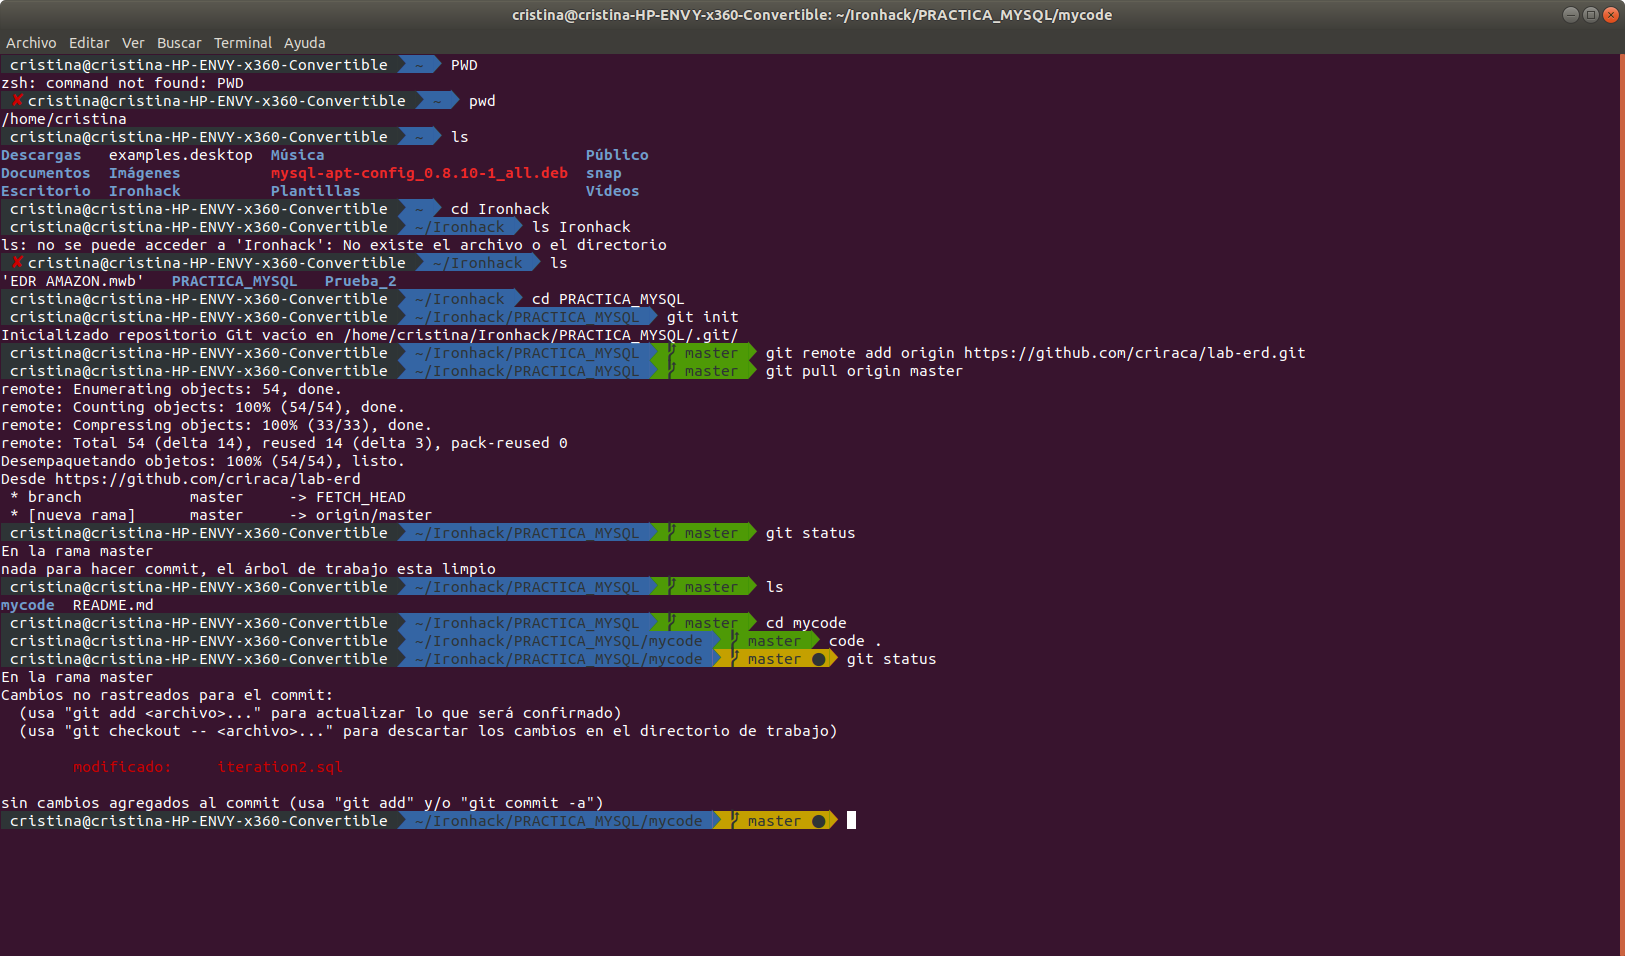 cristina@cristina-HP-ENVY-x360-Convertible: ~/Ironhack/PRACTICA_MYSQL/mycode
Archivo Editar Ver Buscar Terminal Ayuda
cristina@cristina-HP-ENVY-x360-Convertible ~ PWD
zsh: command not found: PWD
✘ cristina@cristina-HP-ENVY-x360-Convertible ~ pwd
/home/cristina
cristina@cristina-HP-ENVY-x360-Convertible ~ ls
Descargas examples.desktop Música Público
Documentos Imágenes mysql-apt-config_0.8.10-1_all.deb snap
Escritorio Ironhack Plantillas Vídeos
cristina@cristina-HP-ENVY-x360-Convertible ~ cd Ironhack
cristina@cristina-HP-ENVY-x360-Convertible ~/Ironhack ls Ironhack
ls: no se puede acceder a 'Ironhack': No existe el archivo o el directorio
✘ cristina@cristina-HP-ENVY-x360-Convertible ~/Ironhack ls
'EDR AMAZON.mwb' PRACTICA_MYSQL Prueba_2
cristina@cristina-HP-ENVY-x360-Convertible ~/Ironhack cd PRACTICA_MYSQL
cristina@cristina-HP-ENVY-x360-Convertible ~/Ironhack/PRACTICA_MYSQL git init
Inicializado repositorio Git vacío en /home/cristina/Ironhack/PRACTICA_MYSQL/.git/
cristina@cristina-HP-ENVY-x360-Convertible ~/Ironhack/PRACTICA_MYSQL master git remote add origin https://github.com/criraca/lab-erd.git
cristina@cristina-HP-ENVY-x360-Convertible ~/Ironhack/PRACTICA_MYSQL master git pull origin master
remote: Enumerating objects: 54, done.
remote: Counting objects: 100% (54/54), done.
remote: Compressing objects: 100% (33/33), done.
remote: Total 54 (delta 14), reused 14 (delta 3), pack-reused 0
Desempaquetando objetos: 100% (54/54), listo.
Desde https://github.com/criraca/lab-erd
* branch master -> FETCH_HEAD
* [nueva rama] master -> origin/master
cristina@cristina-HP-ENVY-x360-Convertible ~/Ironhack/PRACTICA_MYSQL master git status
En la rama master
nada para hacer commit, el árbol de trabajo esta limpio
cristina@cristina-HP-ENVY-x360-Convertible ~/Ironhack/PRACTICA_MYSQL master ls
mycode README.md
cristina@cristina-HP-ENVY-x360-Convertible ~/Ironhack/PRACTICA_MYSQL master cd mycode
cristina@cristina-HP-ENVY-x360-Convertible ~/Ironhack/PRACTICA_MYSQL/mycode master code .
cristina@cristina-HP-ENVY-x360-Convertible ~/Ironhack/PRACTICA_MYSQL/mycode master ● git status
En la rama master
Cambios no rastreados para el commit:
(usa "git add <archivo>..." para actualizar lo que será confirmado)
(usa "git checkout -- <archivo>..." para descartar los cambios en el directorio de trabajo)
modificado: iteration2.sql
sin cambios agregados al commit (usa "git add" y/o "git commit -a")
cristina@cristina-HP-ENVY-x360-Convertible ~/Ironhack/PRACTICA_MYSQL/mycode master ●